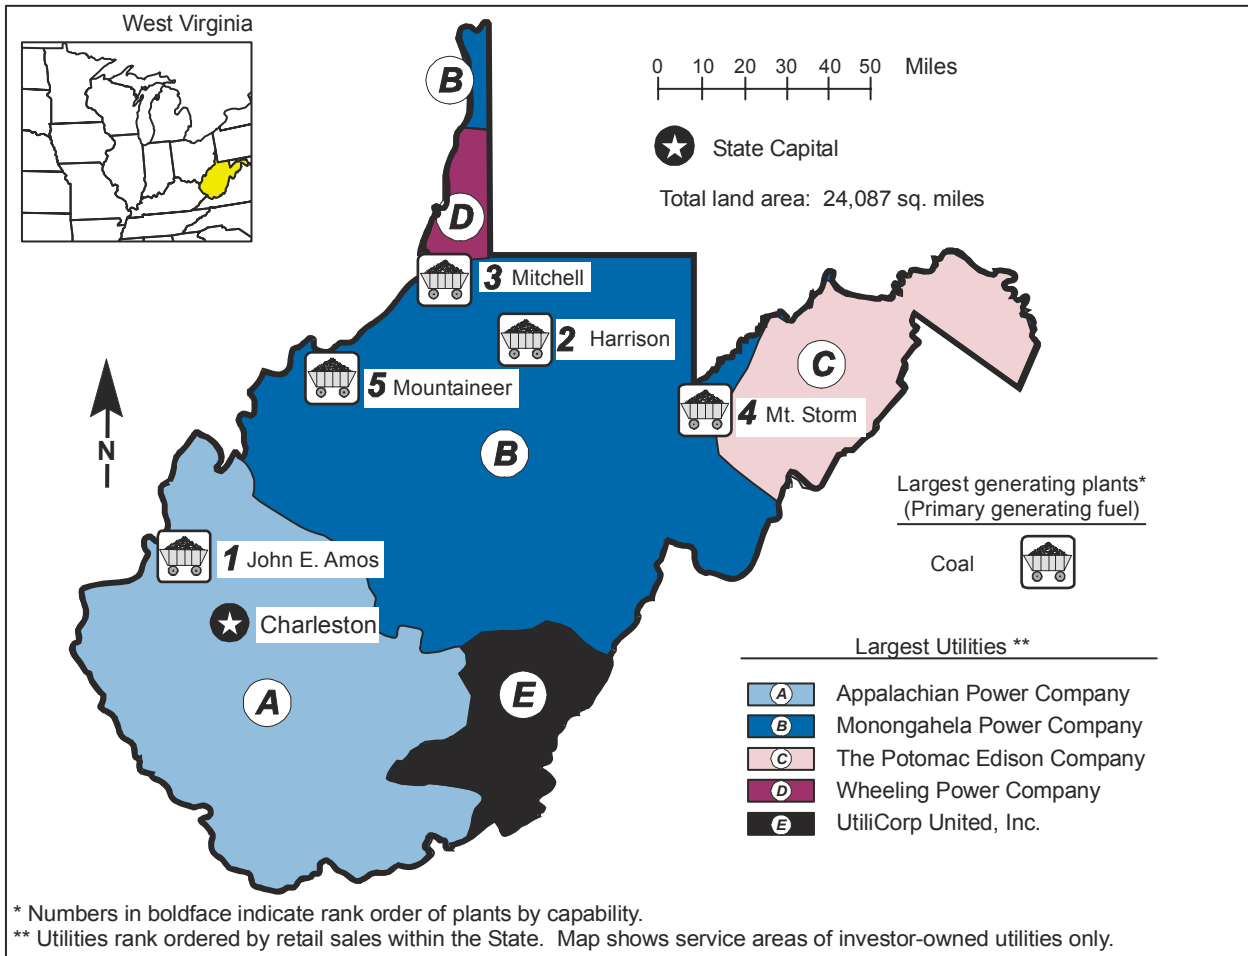 West Virginia
0 10 20 30 40 50 Miles
State Capital
Total land area: 24,087 sq. miles
B
D
3 Mitchell
2 Harrison
C
5 Mountaineer
4 Mt. Storm
N
B
Largest generating plants*
(Primary generating fuel)
Coal
1 John E. Amos
Charleston
A
E
Largest Utilities **
A Appalachian Power Company
B Monongahela Power Company
C The Potomac Edison Company
D Wheeling Power Company
E UtiliCorp United, Inc.
* Numbers in boldface indicate rank order of plants by capability.
** Utilities rank ordered by retail sales within the State. Map shows service areas of investor-owned utilities only.